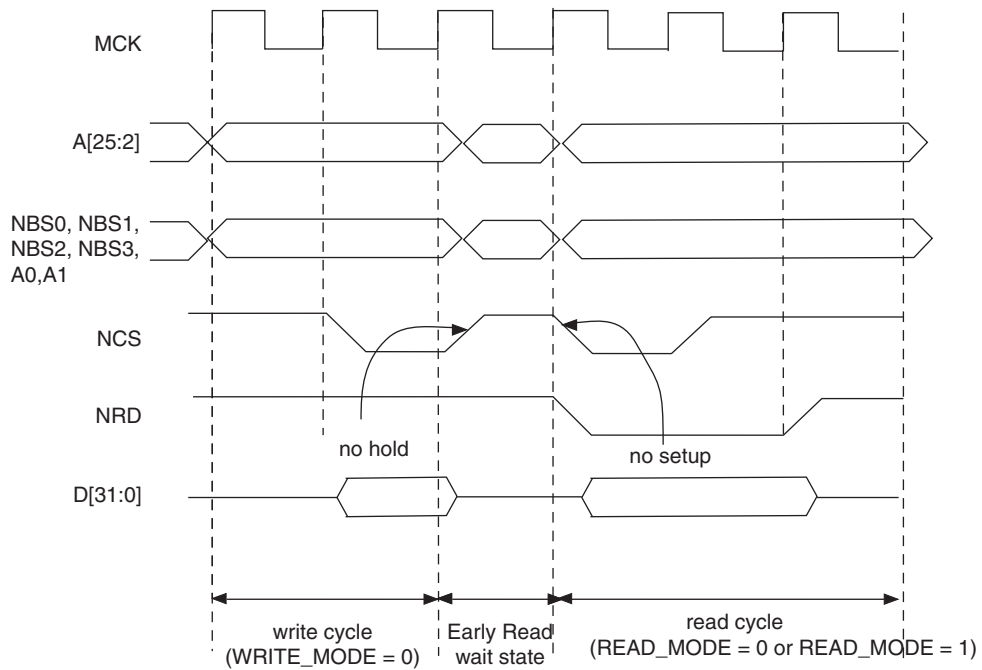 MCK
A[25:2]
NBS0, NBS1,
NBS2, NBS3,
A0,A1
NCS
NRD
no hold
no setup
D[31:0]
write cycle
(WRITE_MODE = 0)
Early Read
wait state
read cycle
(READ_MODE = 0 or READ_MODE = 1)